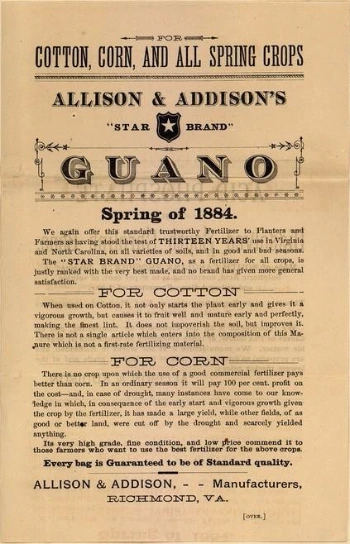 FOR
COTTON, CORN, AND ALL SPRING CROPS
ALLISON & ADDISON'S
"STAR BRAND"
GUANO
Spring of 1884.
We again offer this standard trustworthy Fertilizer to Planters and
Farmers as having stood the test of THIRTEEN YEARS' use in Virginia
and North Carolina, on all varieties of soils, and in good and bad seasons.
The "STAR BRAND" GUANO, as a fertilizer for all crops, is
justly ranked with the very best made, and no brand has given more general
satisfaction.
FOR COTTON
When used on Cotton, it not only starts the plant early and gives it a
vigorous growth, but causes it to fruit well and mature early and perfectly,
making the finest lint. It does not impoverish the soil, but improves it.
There is not a single article which enters into the composition of this Ma-
nure which is not a first-rate fertilizing material.
FOR CORN
There is no crop upon which the use of a good commercial fertilizer pays
better than corn. In an ordinary season it will pay 100 per cent. profit on
the cost—and, in case of drought, many instances have come to our know-
ledge in which, in consequence of the early start and vigorous growth given
the crop by the fertilizer, it has made a large yield, while other fields, of as
good or better land, were cut off by the drought and scarcely yielded
anything.
Its very high grade, fine condition, and low price commend it to
those farmers who want to use the best fertilizer for the above crops.
Every bag is Guaranteed to be of Standard quality.
ALLISON & ADDISON, - - Manufacturers,
RICHMOND, VA.
[OVER.]